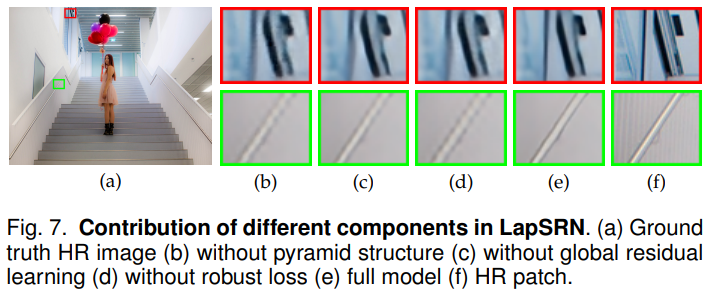 (a)
(b)
(c)
(d)
(e)
(f)
Fig. 7. Contribution of different components in LapSRN. (a) Ground
truth HR image (b) without pyramid structure (c) without global residual
learning (d) without robust loss (e) full model (f) HR patch.